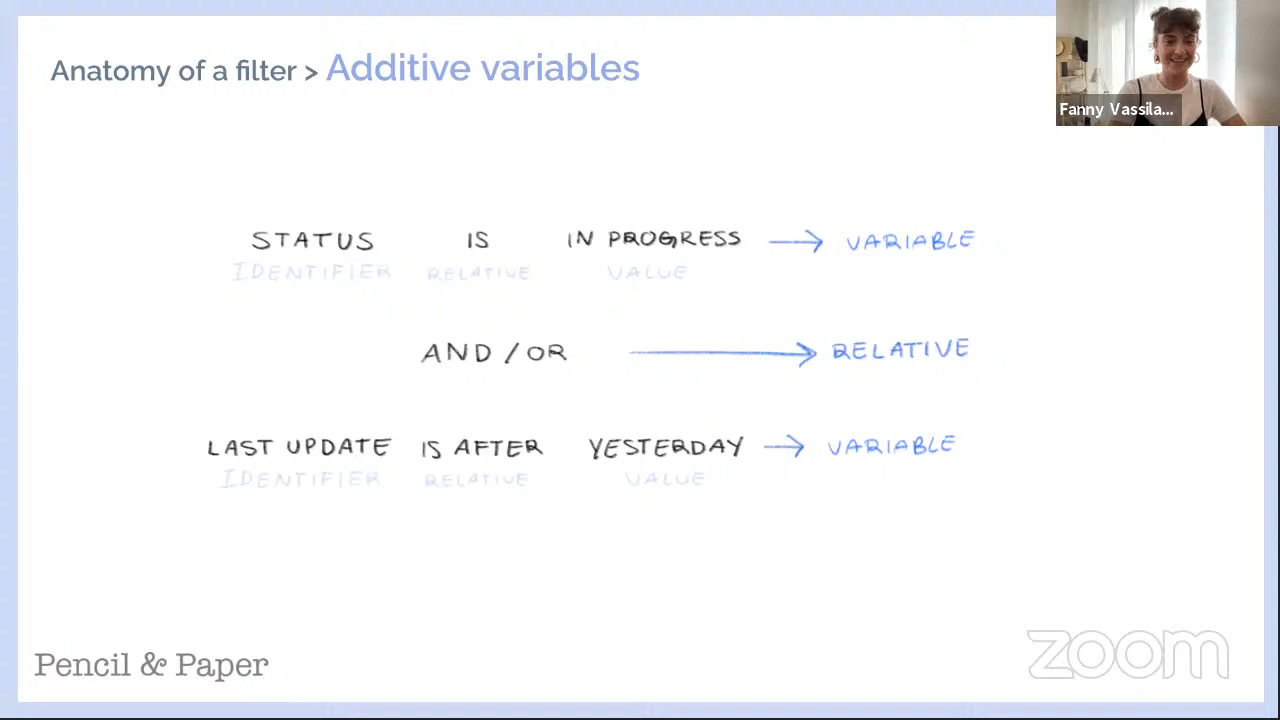 Anatomy of a filter > Additive variables
Fanny Vassila...
STATUS IS IN PROGRESS → VARIABLE
IDENTIFIER RELATIVE VALUE
AND / OR → RELATIVE
LAST UPDATE IS AFTER YESTERDAY → VARIABLE
IDENTIFIER RELATIVE VALUE
Pencil & Paper
zoom